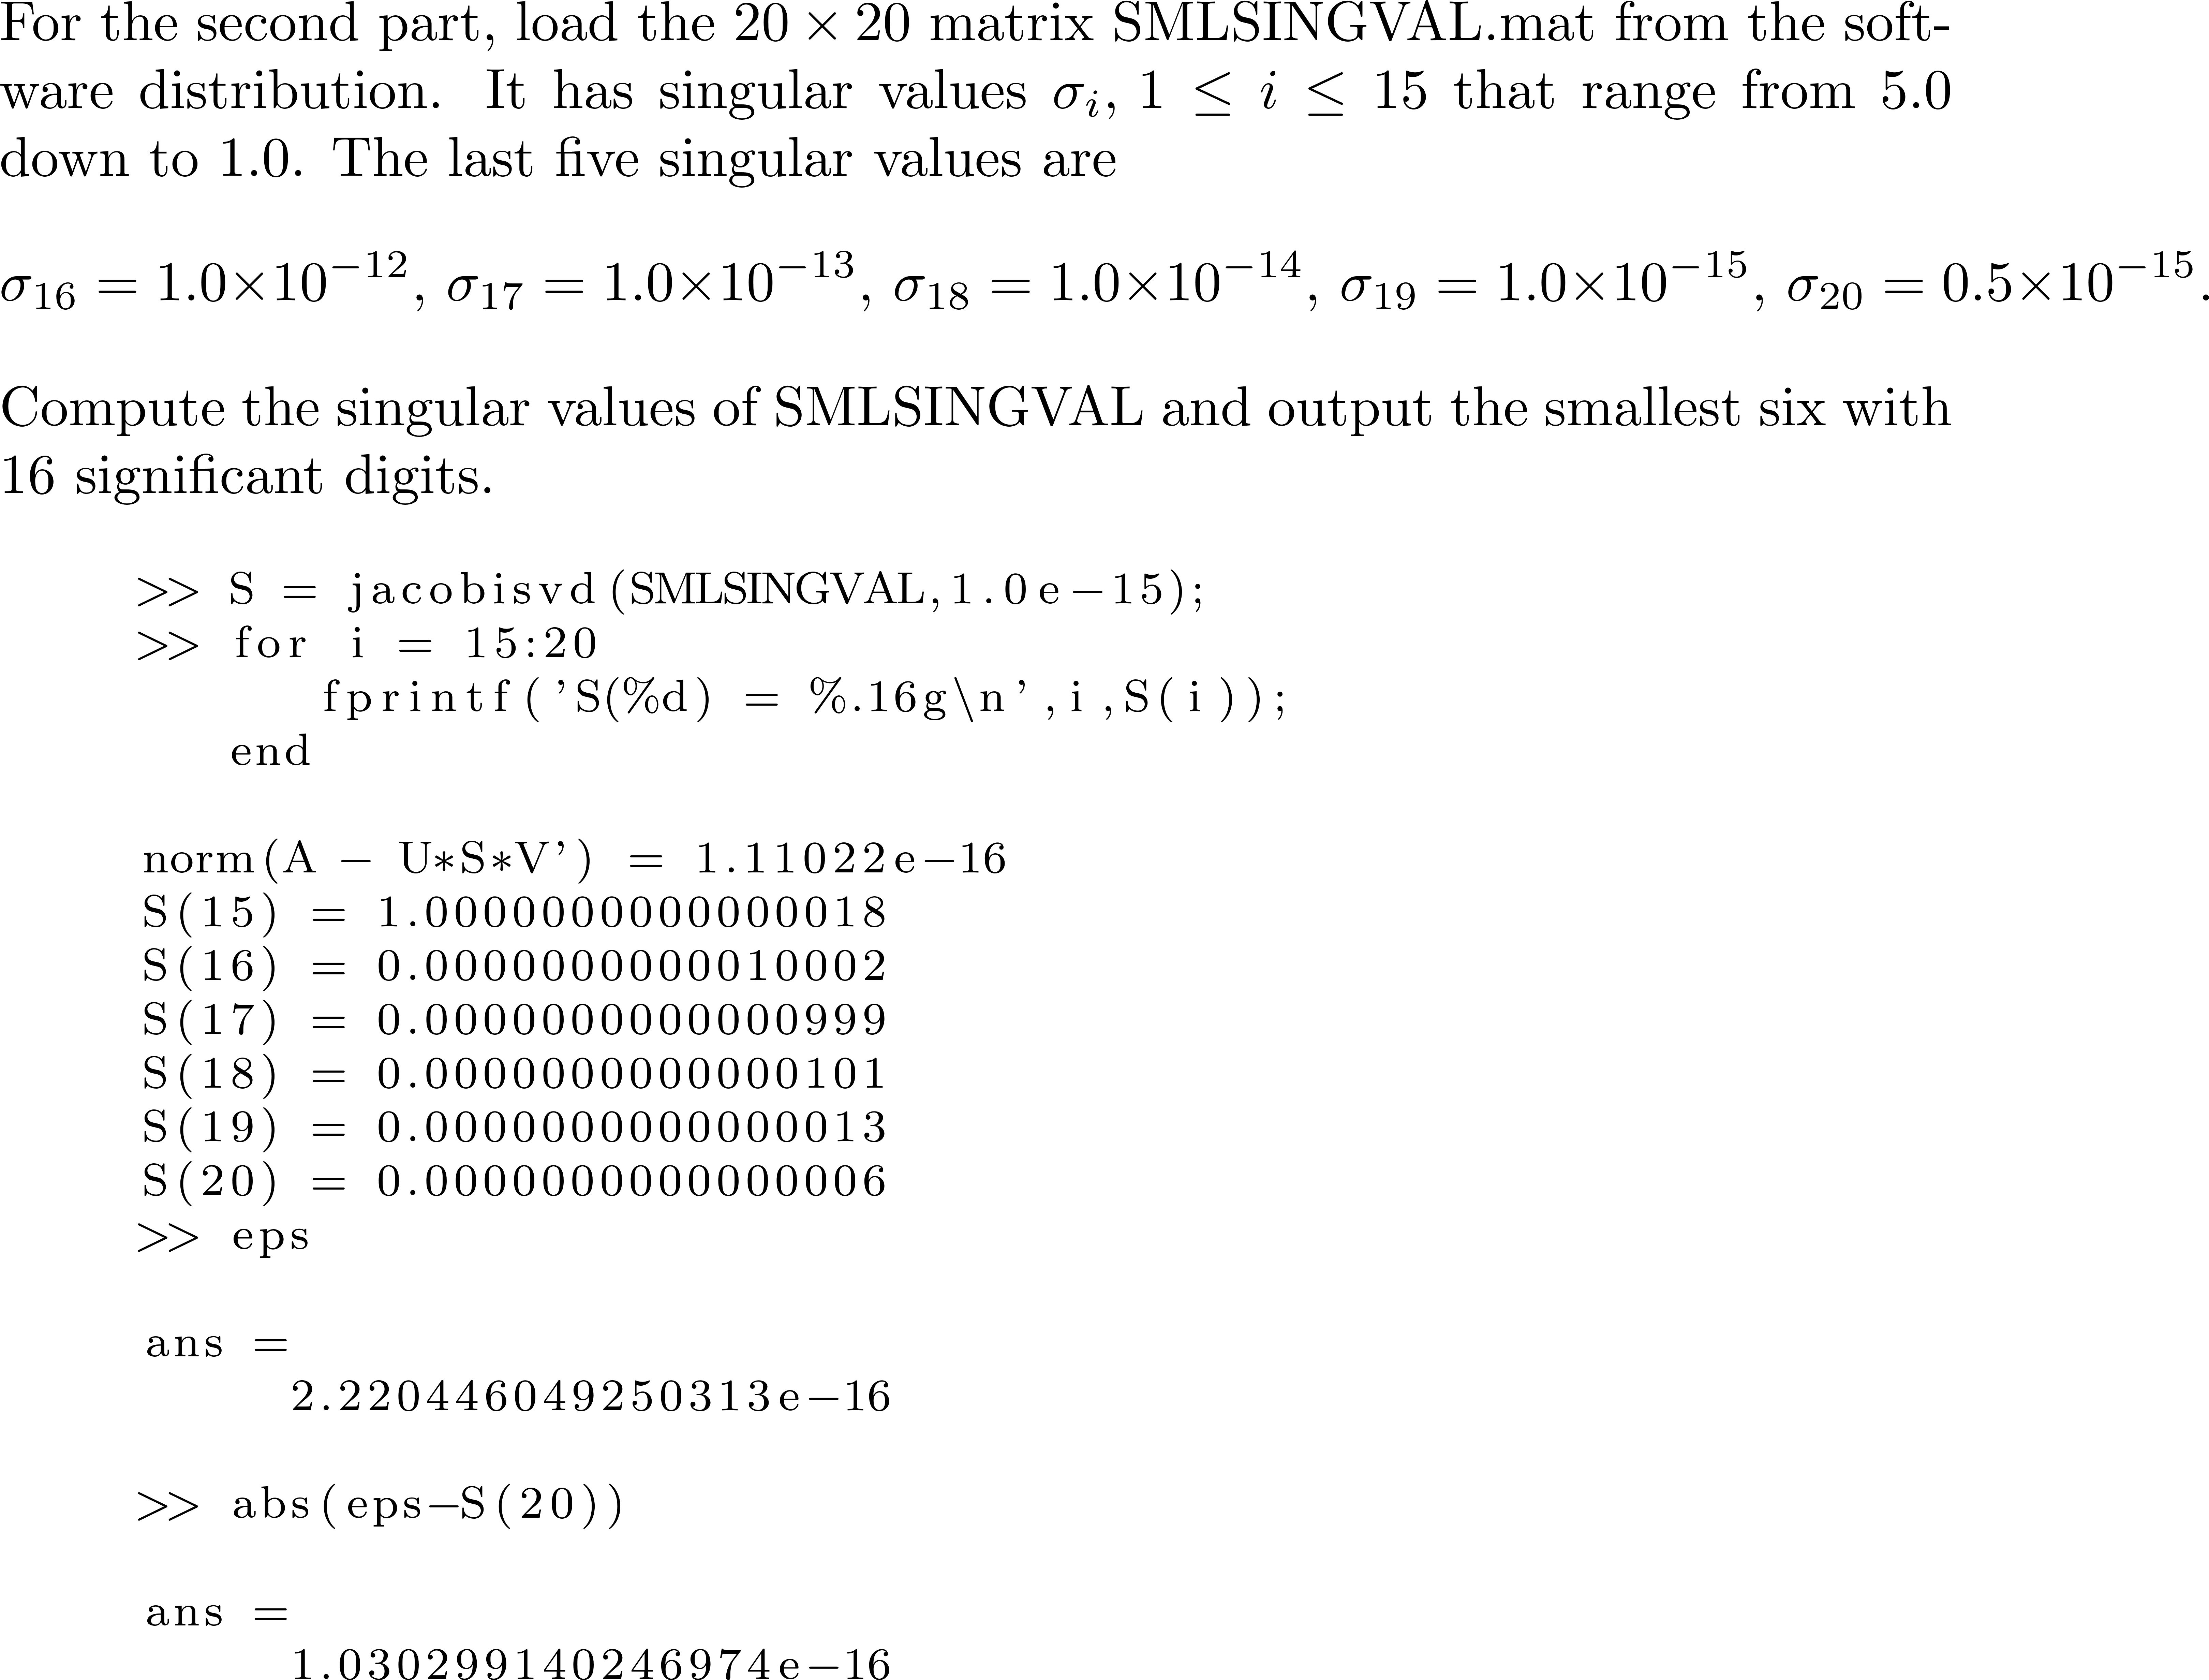 For the second part, load the 20 × 20 matrix SMLSINGVAL.mat from the soft-
ware distribution. It has singular values σ_i, 1 ≤ i ≤ 15 that range from 5.0
down to 1.0. The last five singular values are
σ_16 = 1.0×10^−12, σ_17 = 1.0×10^−13, σ_18 = 1.0×10^−14, σ_19 = 1.0×10^−15, σ_20 = 0.5×10^−15.
Compute the singular values of SMLSINGVAL and output the smallest six with
16 significant digits.
>> S = jacobisvd(SMLSINGVAL,1.0e−15);
>> for i = 15:20
fprintf('S(%d) = %.16g\n',i,S(i));
end
norm(A − U*S*V') = 1.11022e−16
S(15) = 1.0000000000000018
S(16) = 0.0000000000010002
S(17) = 0.0000000000000999
S(18) = 0.0000000000000101
S(19) = 0.0000000000000013
S(20) = 0.0000000000000006
>> eps
ans =
2.220446049250313e−16
>> abs(eps−S(20))
ans =
1.030299140246974e−16